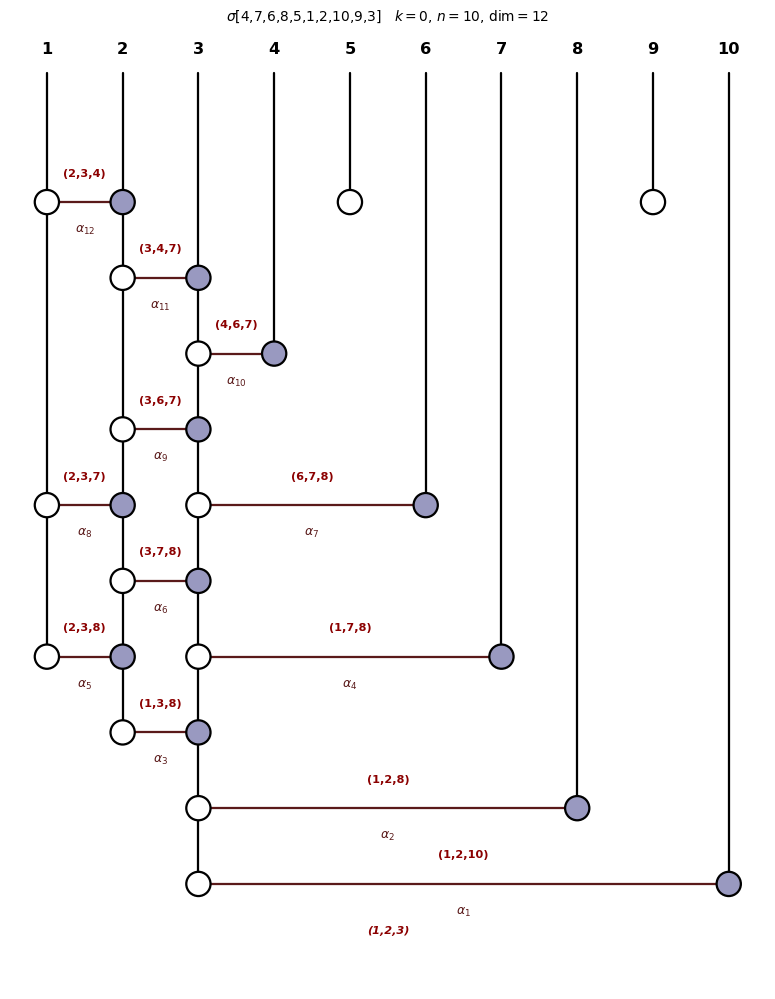 σ[4,7,6,8,5,1,2,10,9,3]   k = 0, n = 10, dim = 12
1 2 3 4 5 6 7 8 9 10
(2,3,4)
α₁₂
(3,4,7)
α₁₁
(4,6,7)
α₁₀
(3,6,7)
α₉
(2,3,7) (6,7,8)
α₈ α₇
(3,7,8)
α₆
(2,3,8) (1,7,8)
α₅ α₄
(1,3,8)
α₃
(1,2,8)
α₂
(1,2,10)
α₁
(1,2,3)